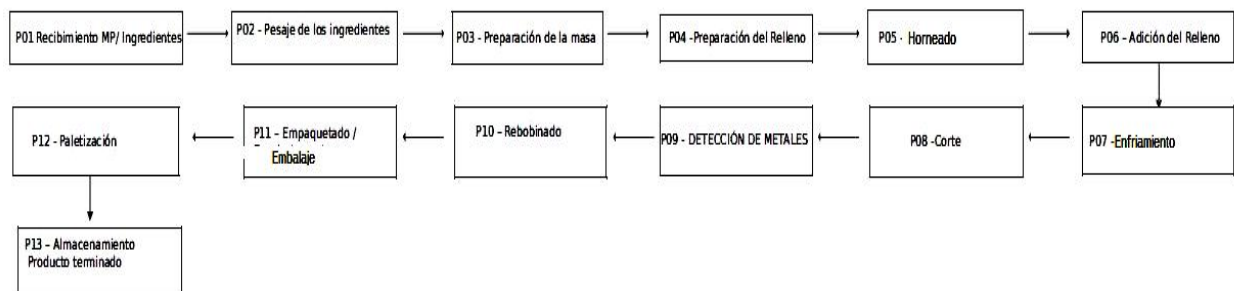 P01 Recibimiento MP/ Ingredientes
P02 - Pesaje de los ingredientes
P03 - Preparación de la masa
P04 -Preparación del Relleno
P05 - Horneado
P06 – Adición del Relleno
P07 -Enfriamiento
P08 -Corte
P09 - DETECCIÓN DE METALES
P10 – Rebobinado
P11 – Empaquetado /
Embalaje
P12 - Paletización
P13 – Almacenamiento
Producto terminado